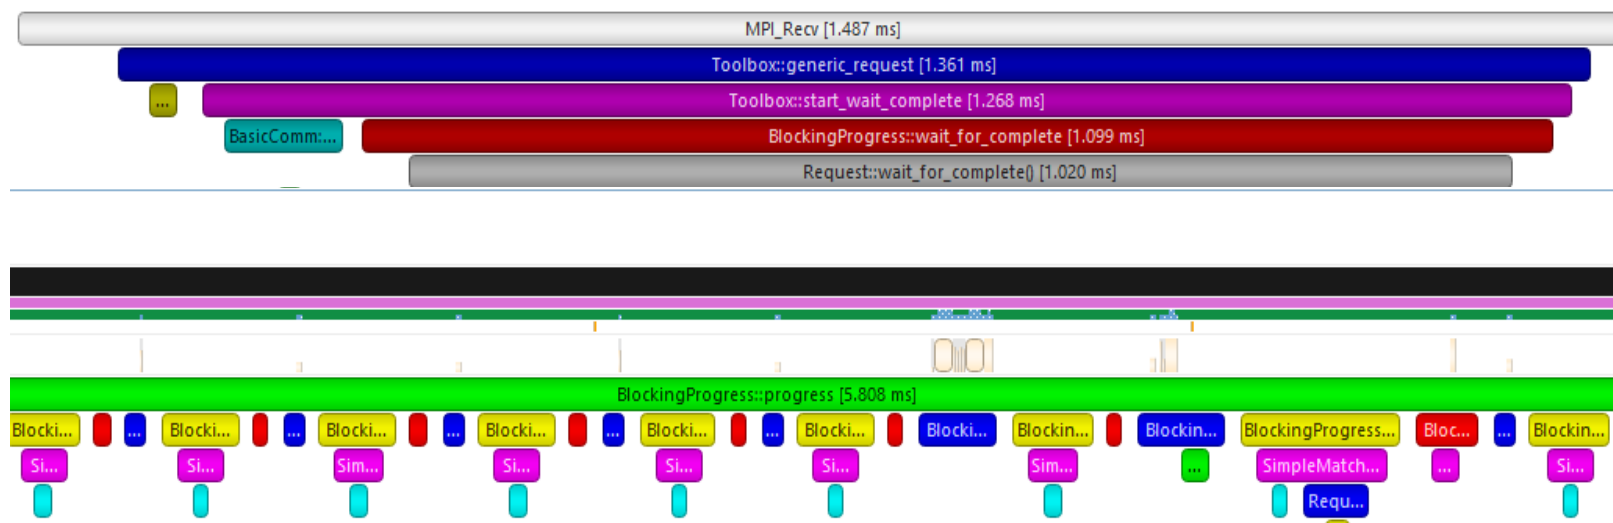 MPI_Recv [1.487 ms]
Toolbox::generic_request [1.361 ms]
... Toolbox::start_wait_complete [1.268 ms]
BasicComm:... BlockingProgress::wait_for_complete [1.099 ms]
Request::wait_for_complete() [1.020 ms]
BlockingProgress::progress [5.808 ms]
Blocki... ... Blocki... ... Blocki... ... Blocki... ... Blocki... ... Blocki... Blocki... Blockin... Blockin... BlockingProgress... Bloc... ... Blockin...
Si... Si... Sim... Si... Si... Si... Sim... ... SimpleMatch... ... Si...
Requ...